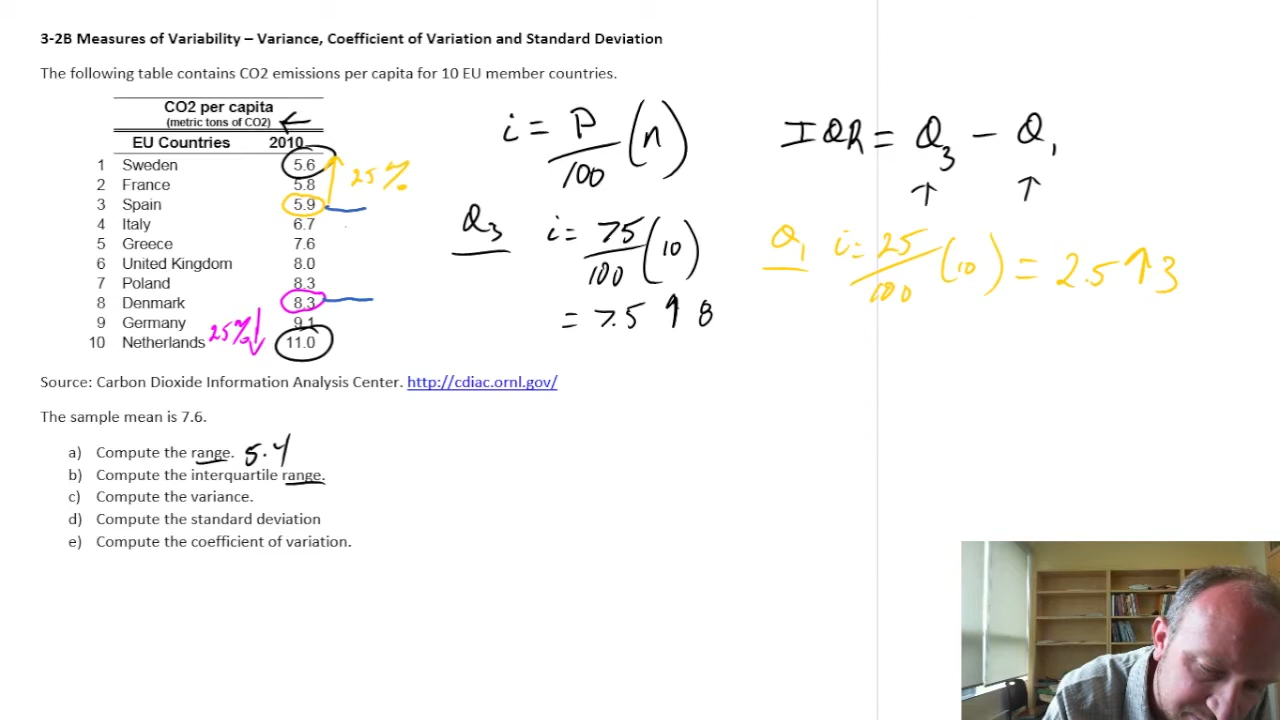 3-2B Measures of Variability – Variance, Coefficient of Variation and Standard Deviation
The following table contains CO2 emissions per capita for 10 EU member countries.
CO2 per capita
(metric tons of CO2) ←
EU Countries 2010
1 Sweden 5.6
2 France 5.8
3 Spain 5.9
4 Italy 6.7
5 Greece 7.6
6 United Kingdom 8.0
7 Poland 8.3
8 Denmark 8.3
9 Germany 9.1
10 Netherlands 11.0
25%
25%
i = P/100 (n)
Q3 i = 75/100 (10)
= 7.5 ↑ 8
IQR = Q3 − Q1
↑ ↑
Q1 i = 25/100 (10) = 2.5 ↑ 3
Source: Carbon Dioxide Information Analysis Center. http://cdiac.ornl.gov/
The sample mean is 7.6.
a) Compute the range. 5.4
b) Compute the interquartile range.
c) Compute the variance.
d) Compute the standard deviation
e) Compute the coefficient of variation.